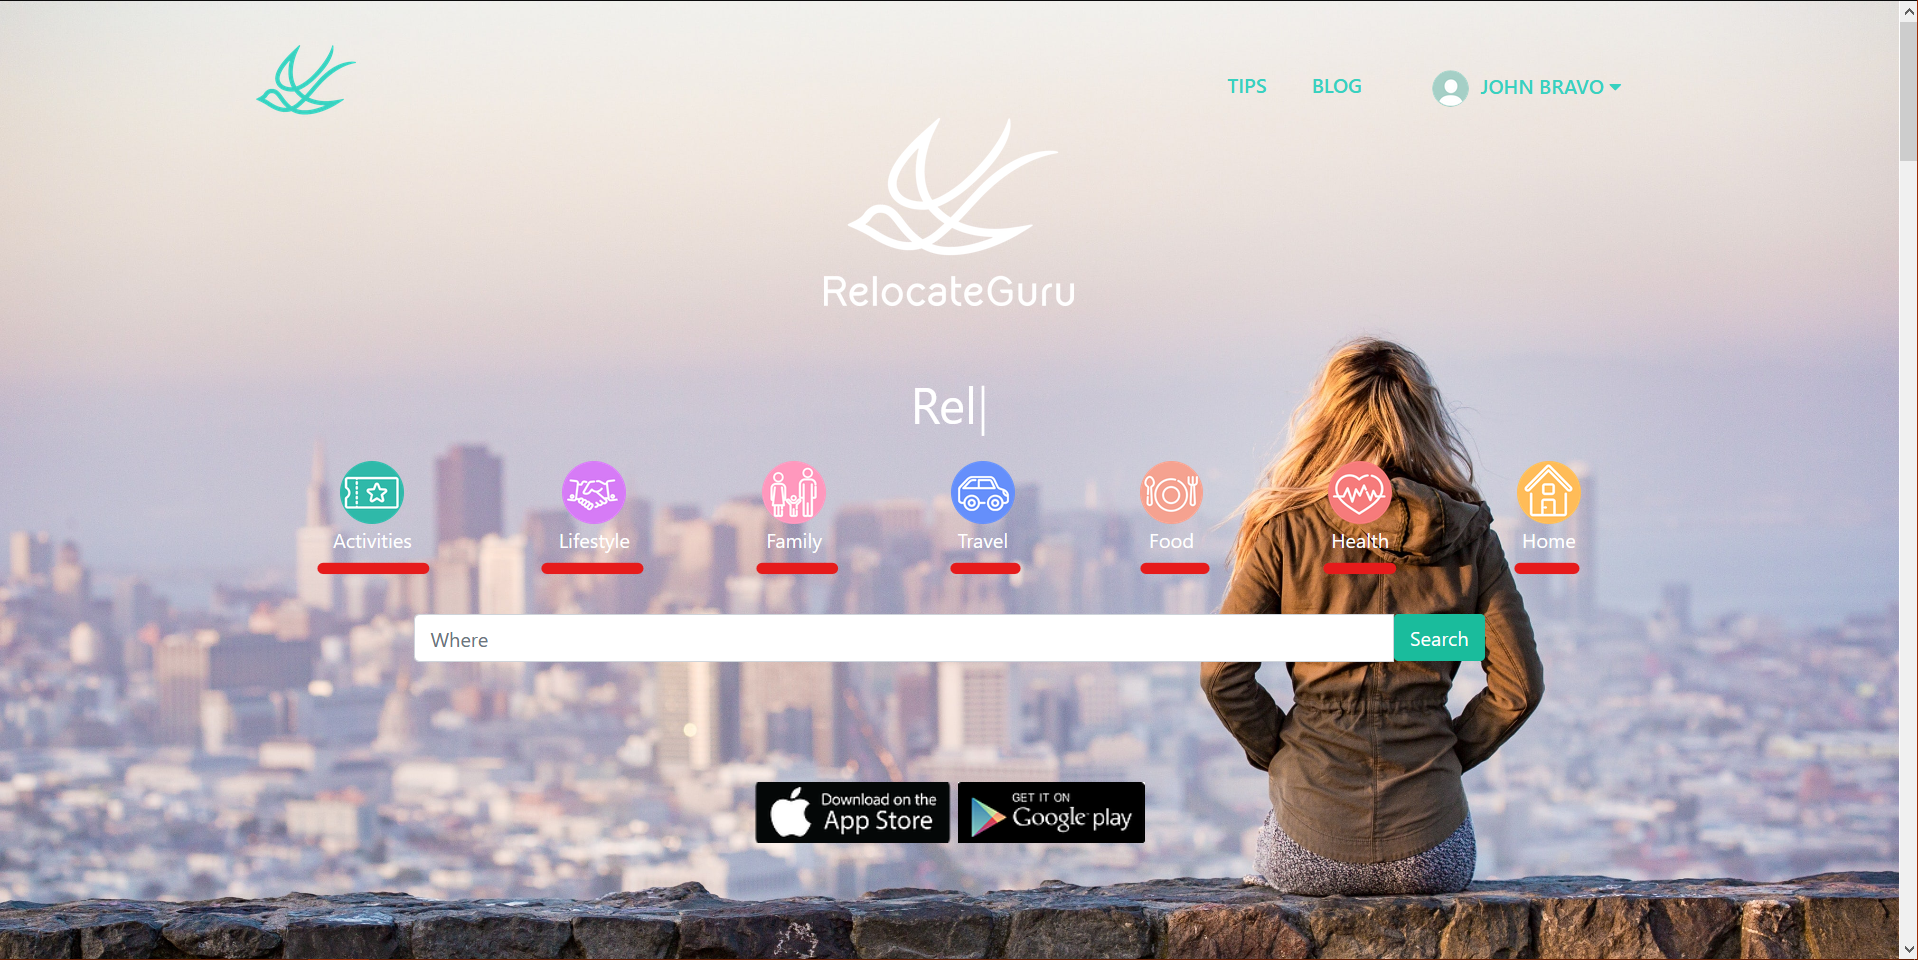 TIPS
BLOG
JOHN BRAVO
RelocateGuru
Rel|
Activities
Lifestyle
Family
Travel
Food
Health
Home
Where
Search
Download on the
App Store
GET IT ON
Google play